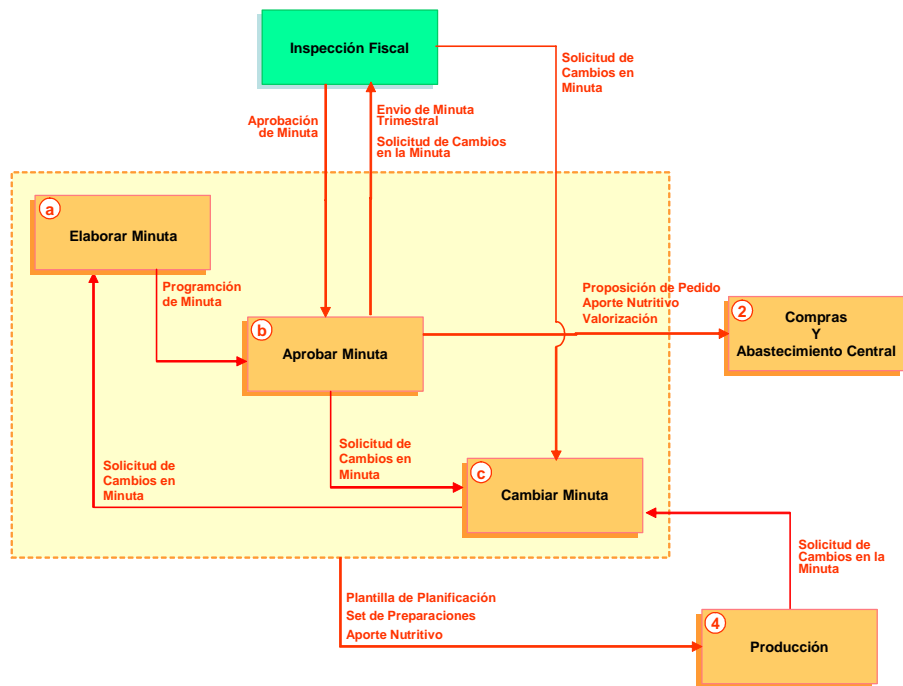 Inspección Fiscal
Solicitud de
Cambios en
Minuta
Aprobación
de Minuta
Envio de Minuta
Trimestral
Solicitud de Cambios
en la Minuta
a
Elaborar Minuta
Programción
de Minuta
b
Aprobar Minuta
Proposición de Pedido
Aporte Nutritivo
Valorización
2
Compras
Y
Abastecimiento Central
Solicitud de
Cambios en
Minuta
Solicitud de
Cambios en
Minuta
c
Cambiar Minuta
Solicitud de
Cambios en la
Minuta
Plantilla de Planificación
Set de Preparaciones
Aporte Nutritivo
4
Producción